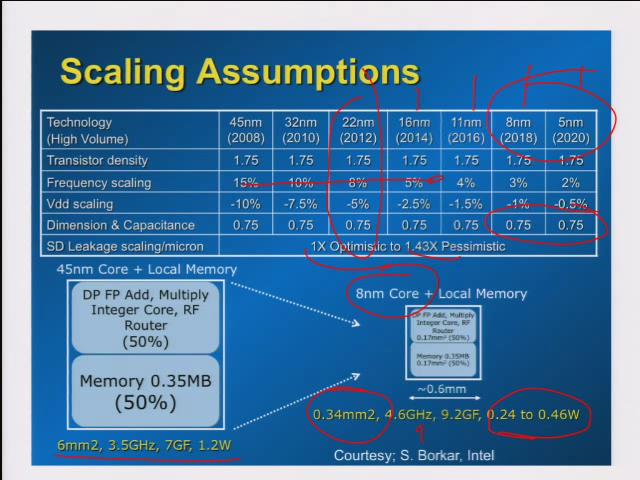 Scaling Assumptions
Technology (High Volume) 45nm (2008) 32nm (2010) 22nm (2012) 16nm (2014) 11nm (2016) 8nm (2018) 5nm (2020)
Transistor density 1.75 1.75 1.75 1.75 1.75 1.75 1.75
Frequency scaling 15% 10% 8% 5% 4% 3% 2%
Vdd scaling -10% -7.5% -5% -2.5% -1.5% -1% -0.5%
Dimension & Capacitance 0.75 0.75 0.75 0.75 0.75 0.75 0.75
SD Leakage scaling/micron 1X Optimistic to 1.43X Pessimistic
45nm Core + Local Memory
DP FP Add, Multiply
Integer Core, RF
Router
(50%)
Memory 0.35MB
(50%)
6mm2, 3.5GHz, 7GF, 1.2W
8nm Core + Local Memory
DP FP Add, Multiply
Integer Core, RF
Router
0.17mm² (50%)
Memory 0.35MB
0.17mm² (50%)
~0.6mm
0.34mm2, 4.6GHz, 9.2GF, 0.24 to 0.46W
Courtesy; S. Borkar, Intel